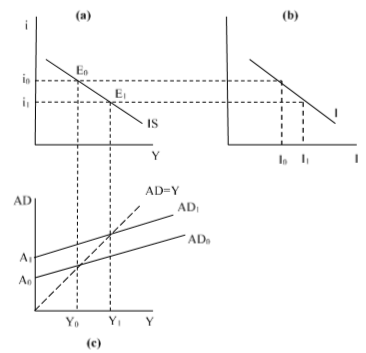 (a)
i
E₀
i₀
E₁
i₁
IS
Y
(b)
I
I₀
I₁
I
AD
AD=Y
AD₁
AD₀
A₁
A₀
Y₀
Y₁
Y
(c)